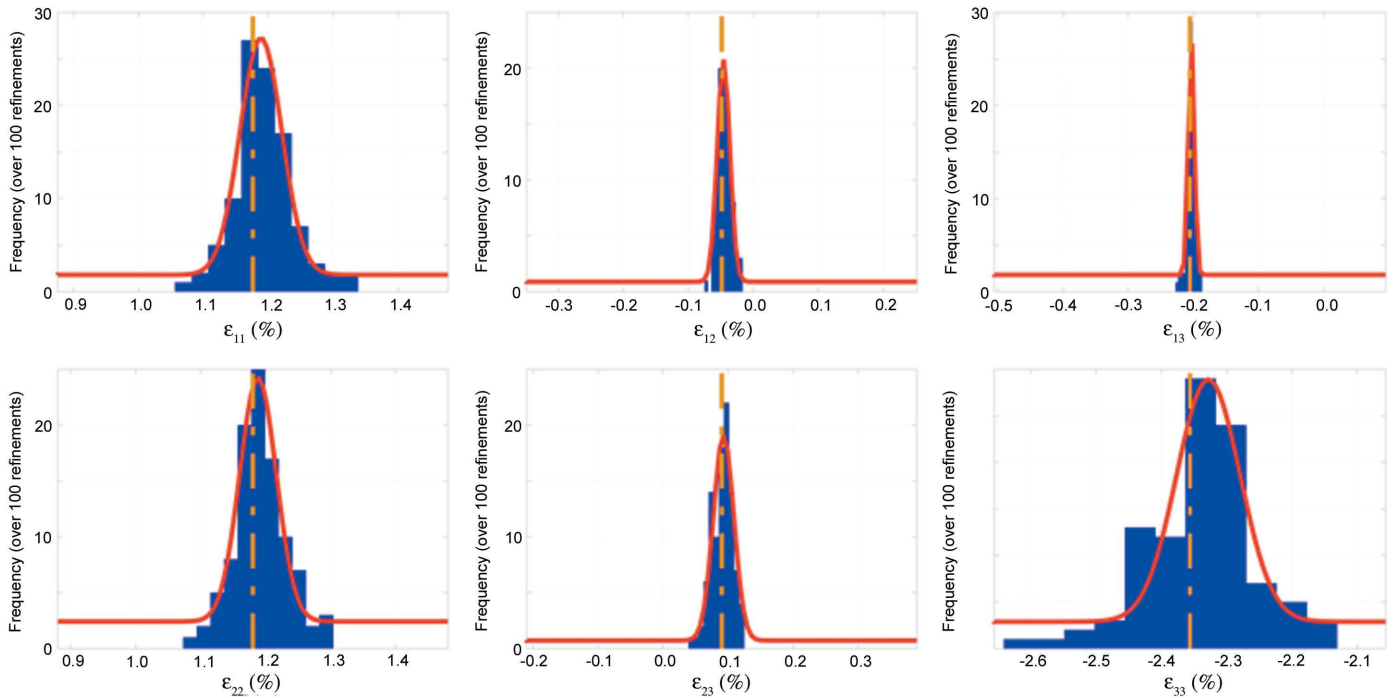 Frequency (over 100 refinements)
30
20
10
0
0.9 1.0 1.1 1.2 1.3 1.4
ε11 (%)
Frequency (over 100 refinements)
20
10
0
-0.3 -0.2 -0.1 0.0 0.1 0.2
ε12 (%)
Frequency (over 100 refinements)
30
20
10
0
-0.5 -0.4 -0.3 -0.2 -0.1 0.0
ε13 (%)
Frequency (over 100 refinements)
20
10
0
0.9 1.0 1.1 1.2 1.3 1.4
ε22 (%)
Frequency (over 100 refinements)
20
10
0
-0.2 -0.1 0.0 0.1 0.2 0.3
ε23 (%)
Frequency (over 100 refinements)
-2.6 -2.5 -2.4 -2.3 -2.2 -2.1
ε33 (%)